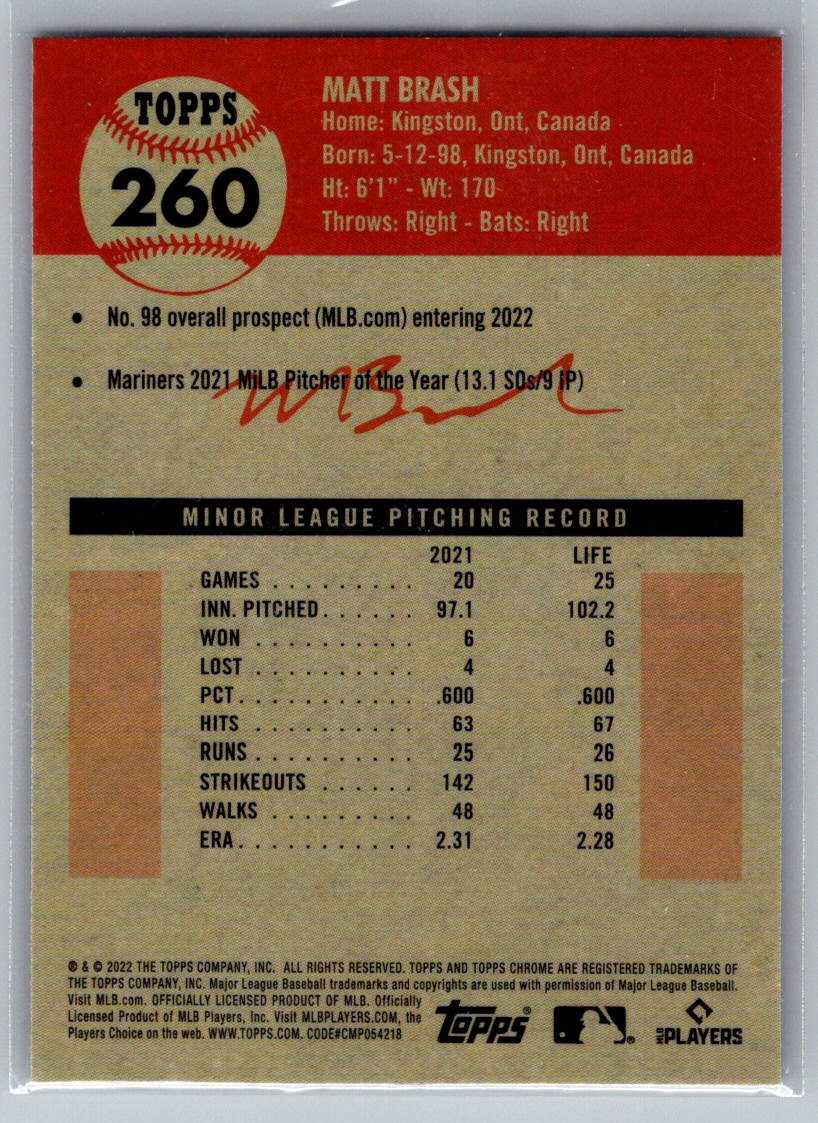 TOPPS
260
MATT BRASH
Home: Kingston, Ont, Canada
Born: 5-12-98, Kingston, Ont, Canada
Ht: 6'1" - Wt: 170
Throws: Right - Bats: Right
• No. 98 overall prospect (MLB.com) entering 2022
• Mariners 2021 MiLB Pitcher of the Year (13.1 SOs/9 IP)
M Brash
MINOR LEAGUE PITCHING RECORD
2021 LIFE
GAMES . . . . . . . . . . 20 25
INN. PITCHED . . . . . . 97.1 102.2
WON . . . . . . . . . . 6 6
LOST . . . . . . . . . . 4 4
PCT . . . . . . . . . . . .600 .600
HITS . . . . . . . . . . 63 67
RUNS . . . . . . . . . . 25 26
STRIKEOUTS . . . . . . 142 150
WALKS . . . . . . . . . 48 48
ERA . . . . . . . . . . . 2.31 2.28
® & © 2022 THE TOPPS COMPANY, INC. ALL RIGHTS RESERVED. TOPPS AND TOPPS CHROME ARE REGISTERED TRADEMARKS OF
THE TOPPS COMPANY, INC. Major League Baseball trademarks and copyrights are used with permission of Major League Baseball.
Visit MLB.com. OFFICIALLY LICENSED PRODUCT OF MLB. Officially
Licensed Product of MLB Players, Inc. Visit MLBPLAYERS.COM, the
Players Choice on the web. WWW.TOPPS.COM. CODE#CMP054218
topps®
®
MLB PLAYERS